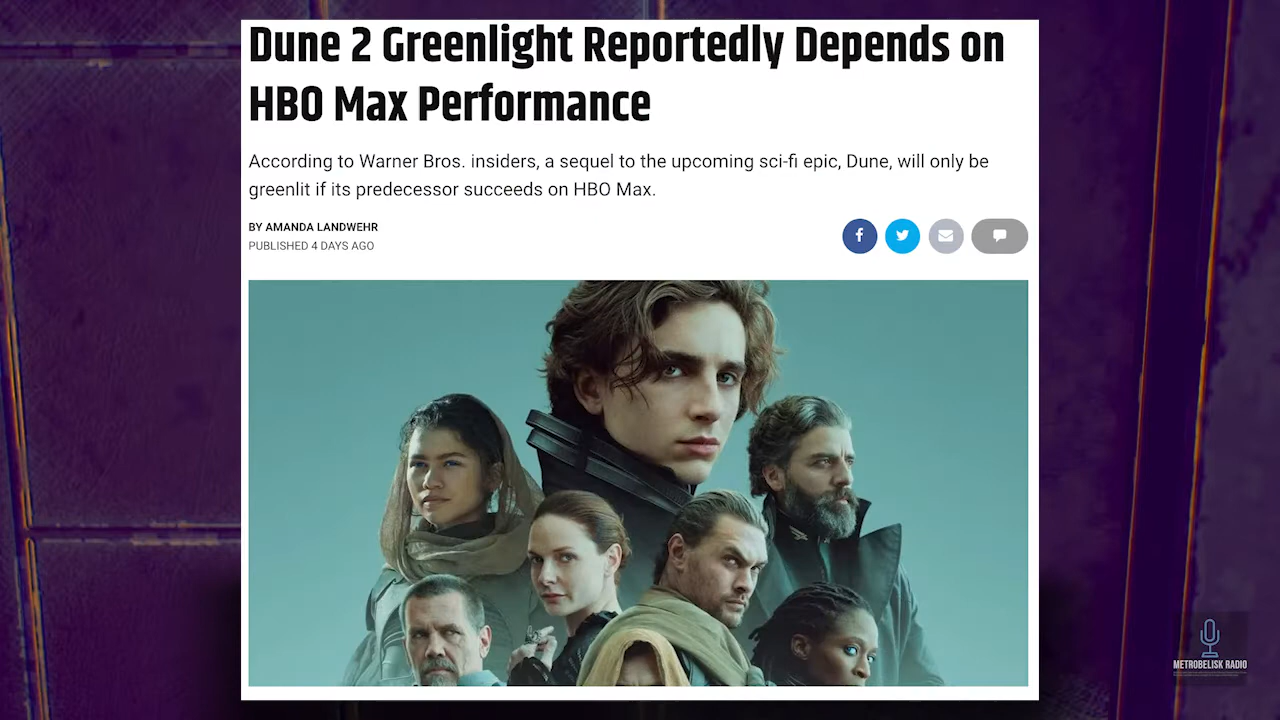 Dune 2 Greenlight Reportedly Depends on
HBO Max Performance
According to Warner Bros. insiders, a sequel to the upcoming sci-fi epic, Dune, will only be
greenlit if its predecessor succeeds on HBO Max.
BY AMANDA LANDWEHR
PUBLISHED 4 DAYS AGO
METROBELISK RADIO